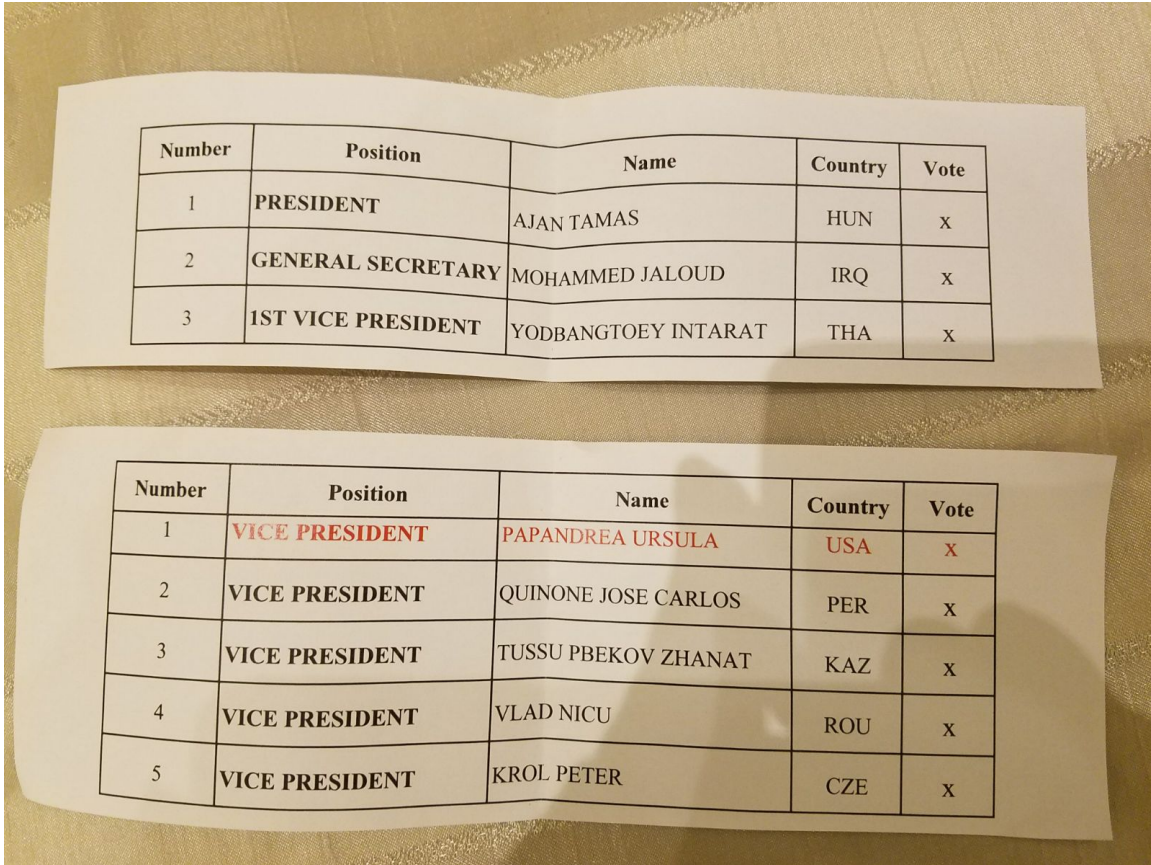 Number Position Name Country Vote
1 PRESIDENT AJAN TAMAS HUN x
2 GENERAL SECRETARY MOHAMMED JALOUD IRQ x
3 1ST VICE PRESIDENT YODBANGTOEY INTARAT THA x
Number Position Name Country Vote
1 VICE PRESIDENT PAPANDREA URSULA USA x
2 VICE PRESIDENT QUINONE JOSE CARLOS PER x
3 VICE PRESIDENT TUSSU PBEKOV ZHANAT KAZ x
4 VICE PRESIDENT VLAD NICU ROU x
5 VICE PRESIDENT KROL PETER CZE x